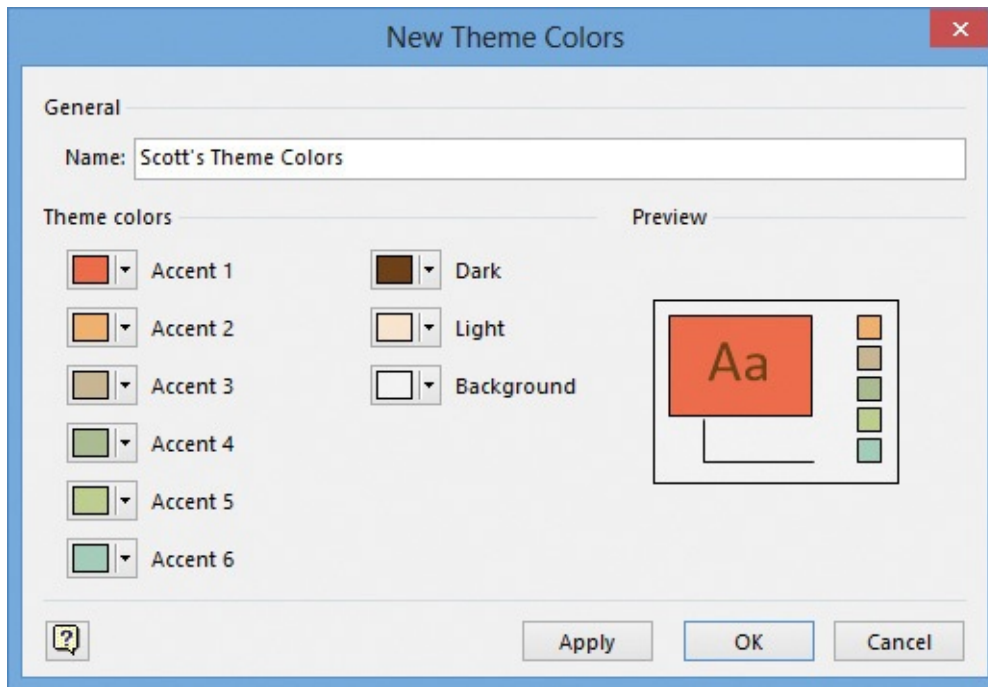 New Theme Colors
General
Name: Scott's Theme Colors
Theme colors
Preview
Accent 1
Dark
Accent 2
Light
Accent 3
Background
Accent 4
Accent 5
Accent 6
Aa
Apply
OK
Cancel